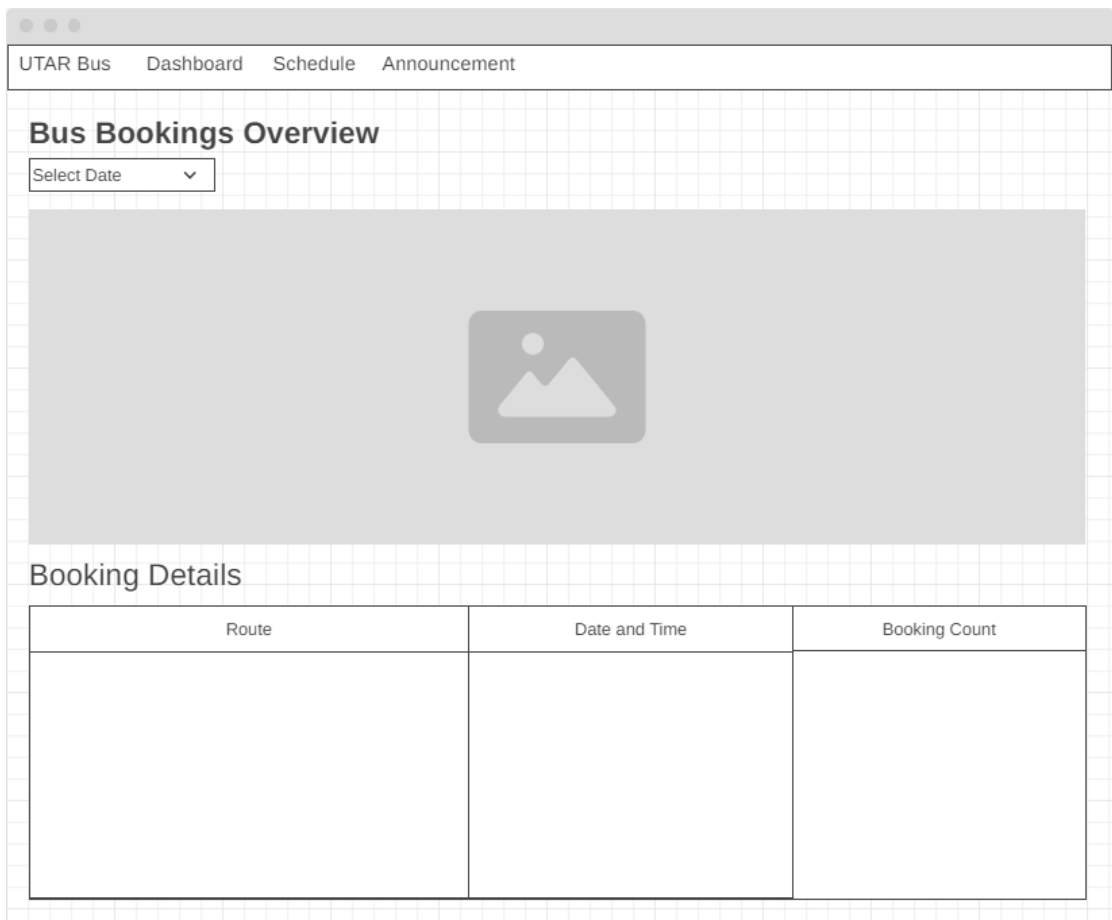 UTAR Bus Dashboard Schedule Announcement
Bus Bookings Overview
Select Date
Booking Details
Route Date and Time Booking Count